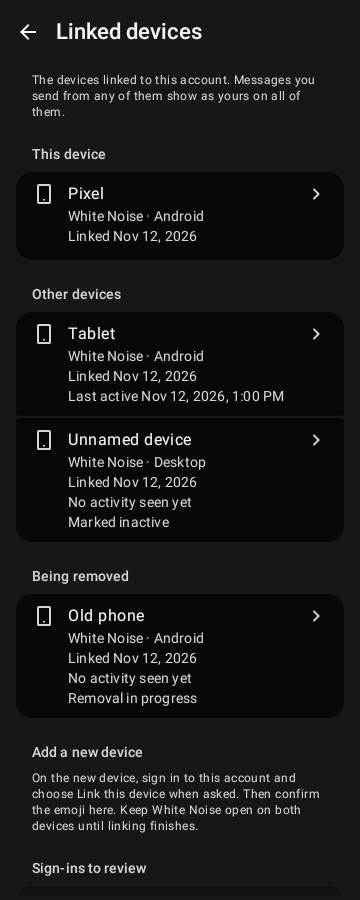 Linked devices
The devices linked to this account. Messages you
send from any of them show as yours on all of
them.
This device
Pixel
White Noise · Android
Linked Nov 12, 2026
Other devices
Tablet
White Noise · Android
Linked Nov 12, 2026
Last active Nov 12, 2026, 1:00 PM
Unnamed device
White Noise · Desktop
Linked Nov 12, 2026
No activity seen yet
Marked inactive
Being removed
Old phone
White Noise · Android
Linked Nov 12, 2026
No activity seen yet
Removal in progress
Add a new device
On the new device, sign in to this account and
choose Link this device when asked. Then confirm
the emoji here. Keep White Noise open on both
devices until linking finishes.
Sign-ins to review